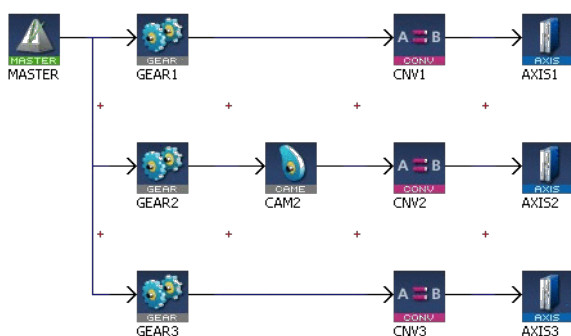 MASTER
MASTER
GEAR
GEAR1
A B
CONV
CNV1
AXIS
AXIS1
GEAR
GEAR2
CAME
CAM2
A B
CONV
CNV2
AXIS
AXIS2
GEAR
GEAR3
A B
CONV
CNV3
AXIS
AXIS3